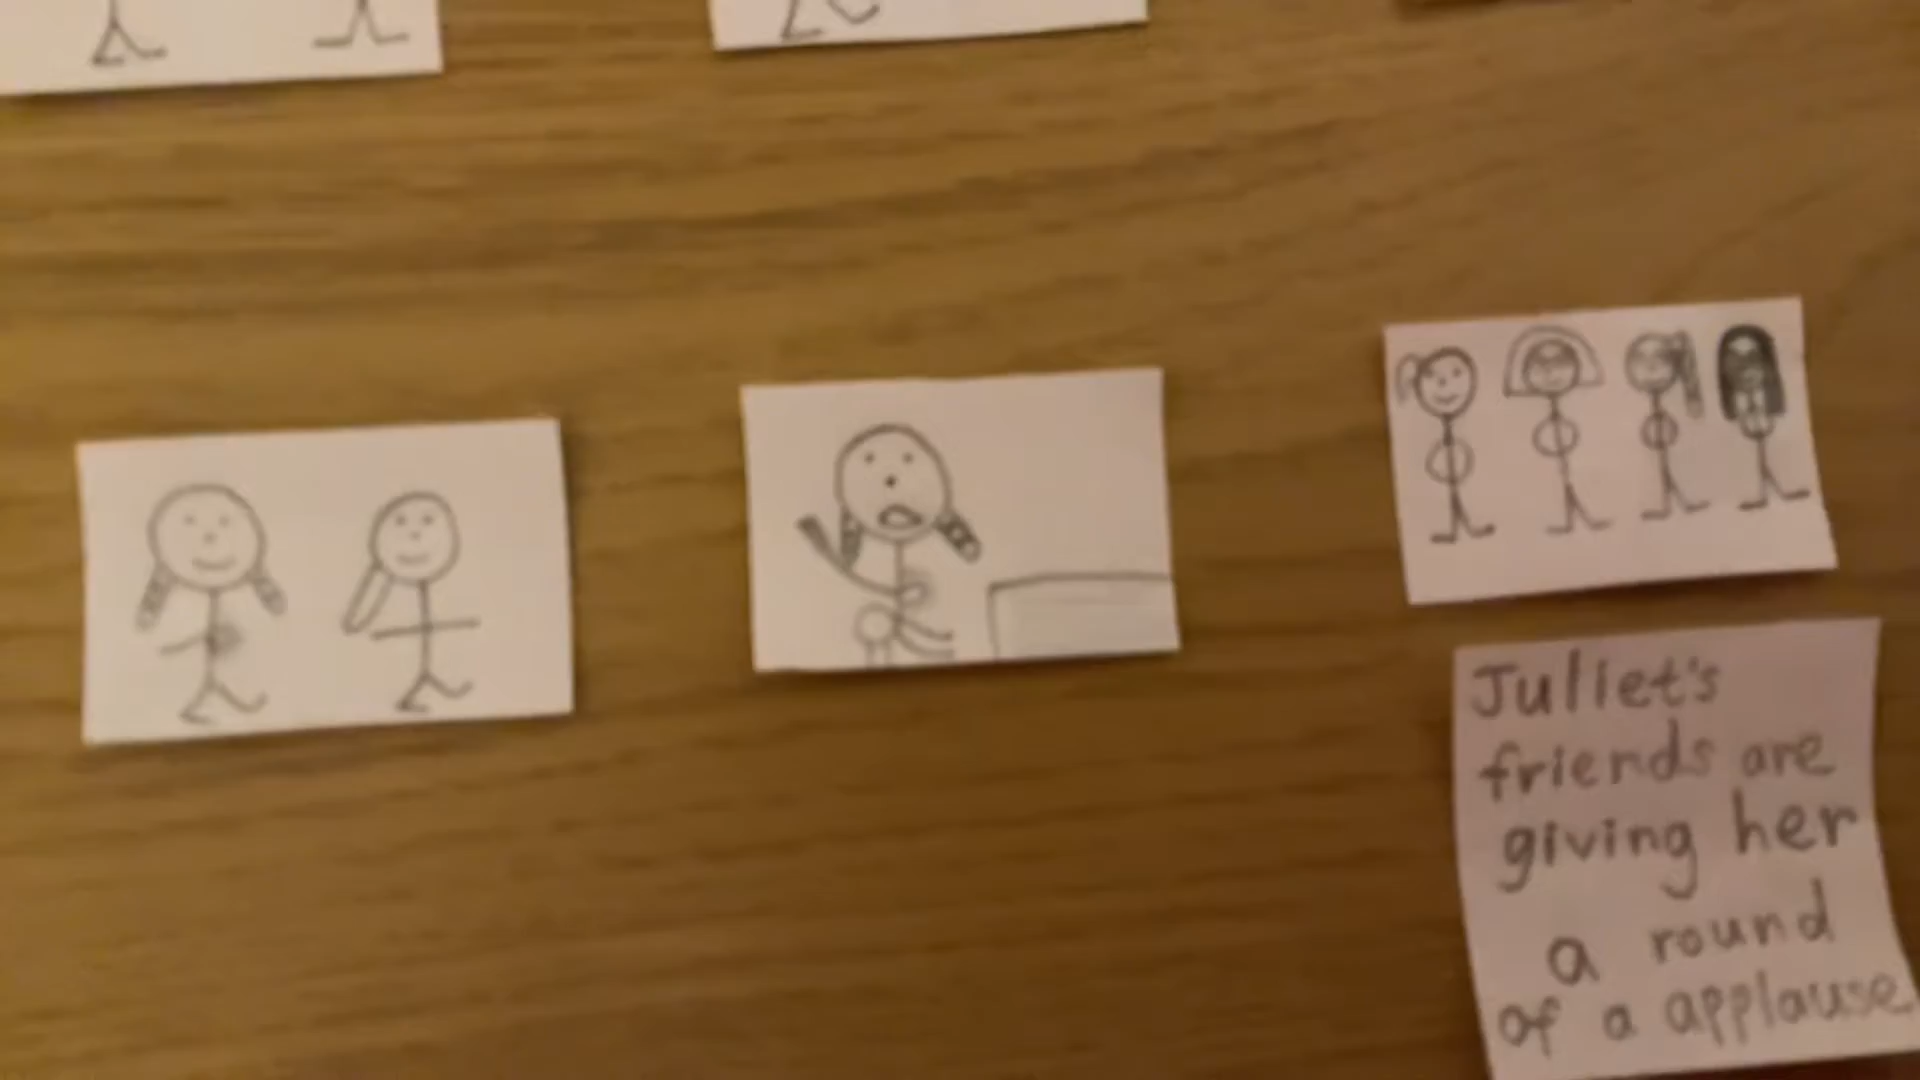 Juliet's
friends are
giving her
a round
of a applause